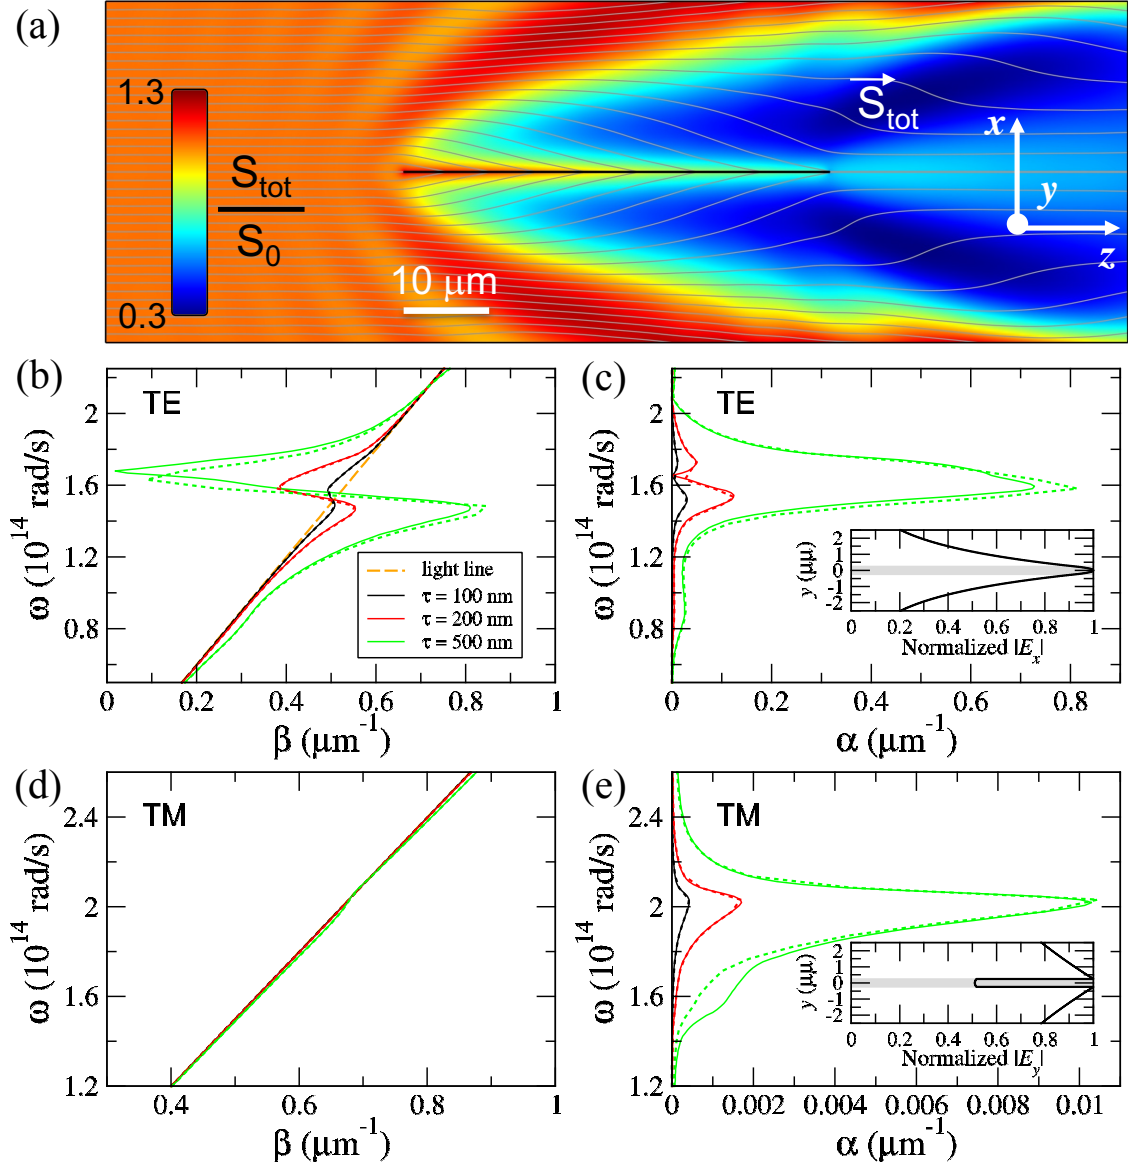 (a)
1.3
S_tot
S_0
0.3
10 μm
S_tot
x
y
z
(b)
TE
2
1.6
1.2
0.8
ω (10^14 rad/s)
light line
τ = 100 nm
τ = 200 nm
τ = 500 nm
0 0.2 0.4 0.6 0.8 1
β (μm^-1)
(c)
TE
2
1.6
1.2
0.8
ω (10^14 rad/s)
y (μμ)
2
1
0
-1
-2
0 0.2 0.4 0.6 0.8 1
Normalized |E_x|
0 0.2 0.4 0.6 0.8
α (μm^-1)
(d)
TM
2.4
2
1.6
1.2
ω (10^14 rad/s)
0.4 0.6 0.8 1
β (μm^-1)
(e)
TM
2.4
2
1.6
1.2
ω (10^14 rad/s)
y (μμ)
2
1
0
-1
-2
0 0.2 0.4 0.6 0.8 1
Normalized |E_y|
0 0.002 0.004 0.006 0.008 0.01
α (μm^-1)